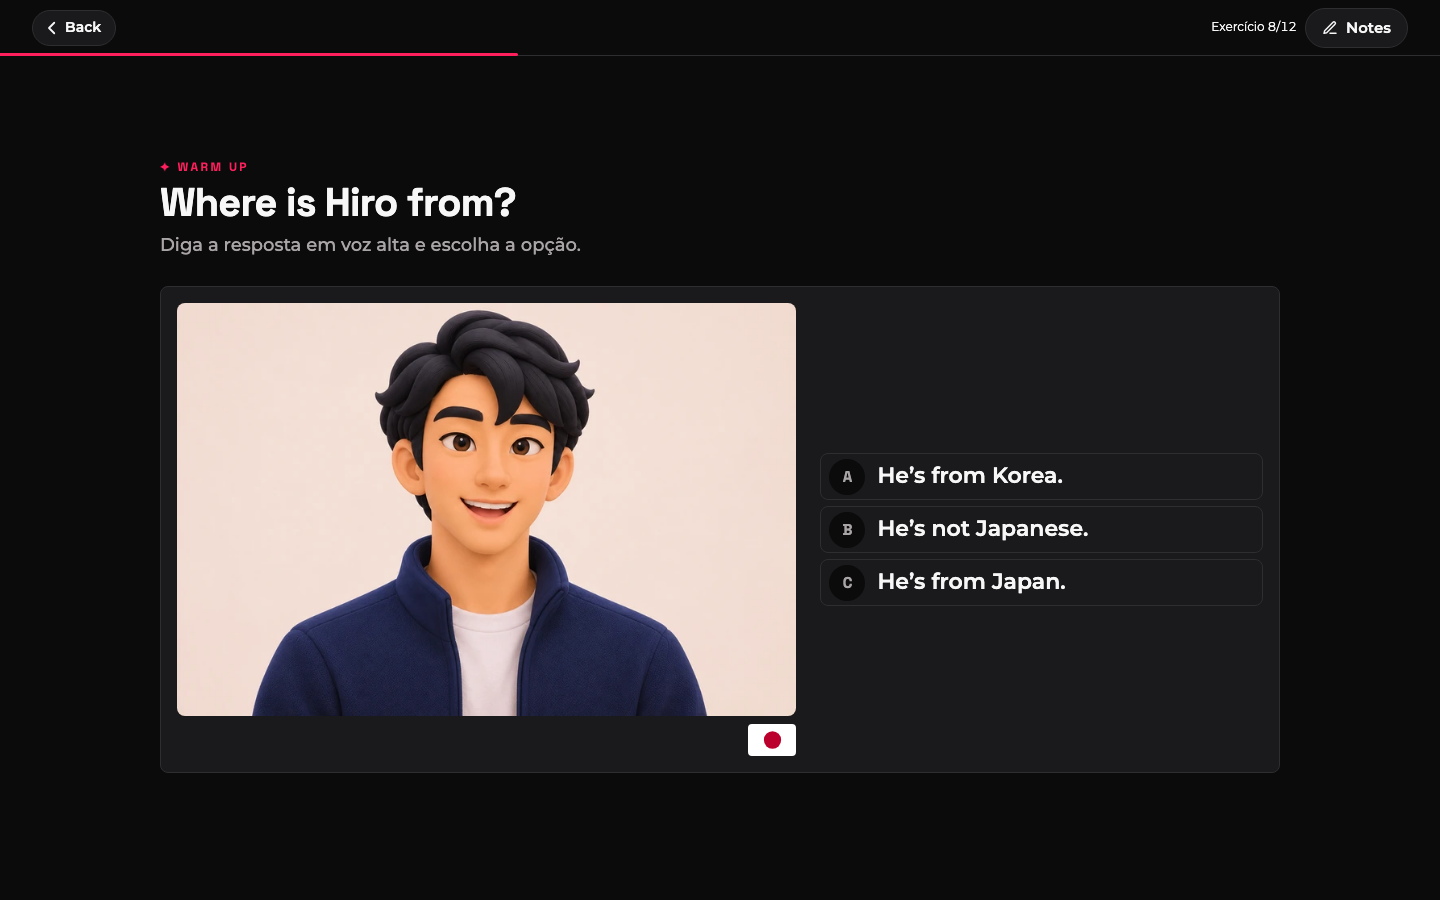 Back
Exercício 8/12
Notes
WARM UP
Where is Hiro from?
Diga a resposta em voz alta e escolha a opção.
A He’s from Korea.
B He’s not Japanese.
C He’s from Japan.